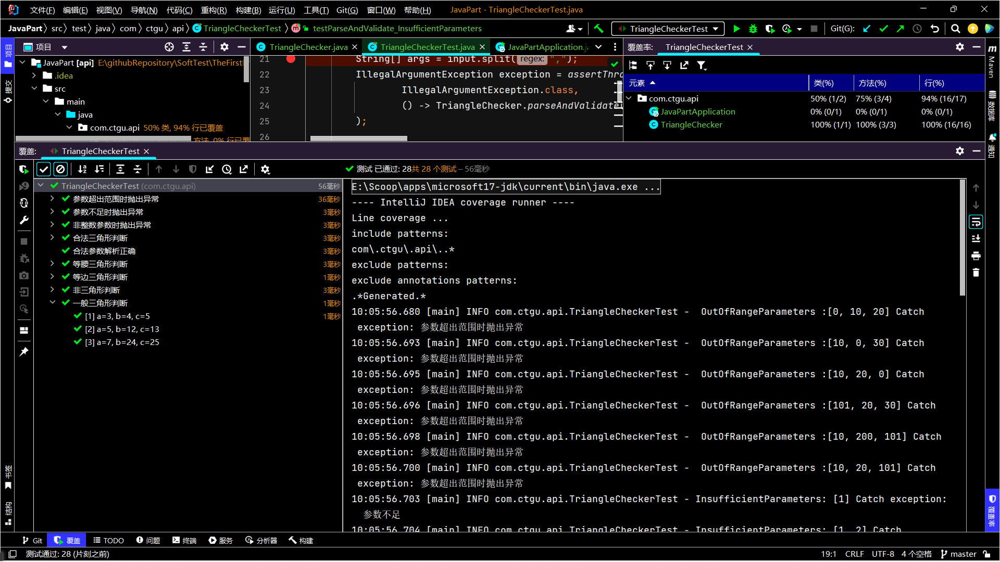 文件(F) 编辑(E) 视图(V) 导航(N) 代码(C) 重构(R) 构建(B) 运行(U) 工具(T) Git(G) 窗口(W) 帮助(H) JavaPart - TriangleCheckerTest.java
JavaPart src test java com ctgu api TriangleCheckerTest testParseAndValidate_InsufficientParameters TriangleCheckerTest Git(G):
项目
提交
书签
结构
项目
JavaPart [api] E:\githubRepository\SoftTest\TheFirst
.idea
src
main
java
com.ctgu.api 50% 类, 94% 行已覆盖
方法, 0% 行已覆
TriangleChecker.java TriangleCheckerTest.java JavaPartApplication.j
21 String[] args = input.split( regex: ",");
22 IllegalArgumentException exception = assertThro
23 IllegalArgumentException.class,
24 () -> TriangleChecker.parseAndValidate
25 );
26
覆盖率: TriangleCheckerTest
元素 类(%) 方法(%) 行(%)
com.ctgu.api 50% (1/2) 75% (3/4) 94% (16/17)
JavaPartApplication 0% (0/1) 0% (0/1) 0% (0/1)
TriangleChecker 100% (1/1) 100% (3/3) 100% (16/16)
Maven
数据库
通知
覆盖率
覆盖: TriangleCheckerTest
测试 已通过: 28共 28 个测试 – 56毫秒
TriangleCheckerTest (com.ctgu.api) 56毫秒
参数超出范围时抛出异常 36毫秒
参数不足时抛出异常 3毫秒
非整数参数时抛出异常 3毫秒
合法三角形判断 3毫秒
合法参数解析正确 3毫秒
等腰三角形判断 3毫秒
等边三角形判断 1毫秒
非三角形判断 3毫秒
一般三角形判断 1毫秒
[1] a=3, b=4, c=5 1毫秒
[2] a=5, b=12, c=13
[3] a=7, b=24, c=25
E:\Scoop\apps\microsoft17-jdk\current\bin\java.exe ...
---- IntelliJ IDEA coverage runner ----
Line coverage ...
include patterns:
com\.ctgu\.api\..*
exclude patterns:
exclude annotations patterns:
.*Generated.*
10:05:56.680 [main] INFO com.ctgu.api.TriangleCheckerTest -  OutOfRangeParameters :[0, 10, 20] Catch
exception: 参数超出范围时抛出异常
10:05:56.693 [main] INFO com.ctgu.api.TriangleCheckerTest -  OutOfRangeParameters :[10, 0, 30] Catch
exception: 参数超出范围时抛出异常
10:05:56.695 [main] INFO com.ctgu.api.TriangleCheckerTest -  OutOfRangeParameters :[10, 20, 0] Catch
exception: 参数超出范围时抛出异常
10:05:56.696 [main] INFO com.ctgu.api.TriangleCheckerTest -  OutOfRangeParameters :[101, 20, 30] Catch
exception: 参数超出范围时抛出异常
10:05:56.698 [main] INFO com.ctgu.api.TriangleCheckerTest -  OutOfRangeParameters :[10, 200, 101] Catch
exception: 参数超出范围时抛出异常
10:05:56.700 [main] INFO com.ctgu.api.TriangleCheckerTest -  OutOfRangeParameters :[10, 20, 101] Catch
exception: 参数超出范围时抛出异常
10:05:56.703 [main] INFO com.ctgu.api.TriangleCheckerTest - InsufficientParameters: [1] Catch exception:
参数不足
10:05:56.704 [main] INFO com.ctgu.api.TriangleCheckerTest - InsufficientParameters: [1, 2] Catch
Git 覆盖 TODO 问题 终端 服务 分析器 构建
测试通过: 28 (片刻之前) 19:1 CRLF UTF-8 4 个空格 master